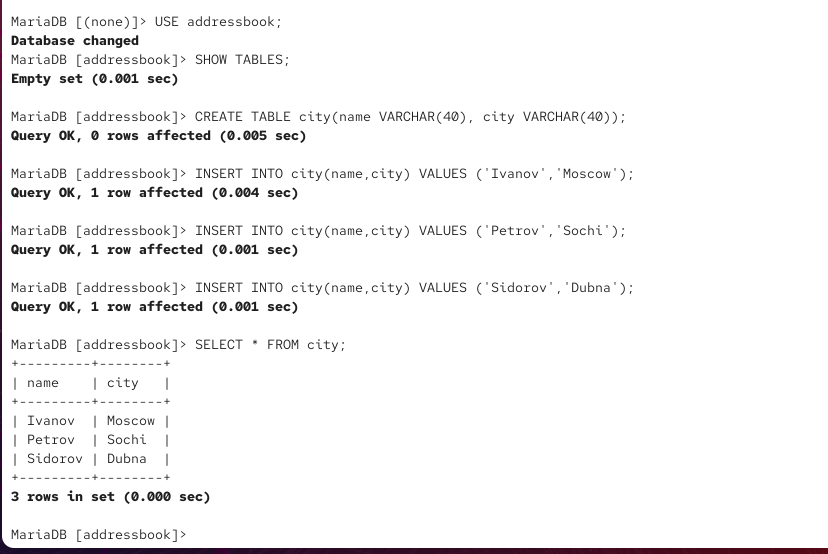 MariaDB [(none)]> USE addressbook;
Database changed
MariaDB [addressbook]> SHOW TABLES;
Empty set (0.001 sec)
MariaDB [addressbook]> CREATE TABLE city(name VARCHAR(40), city VARCHAR(40));
Query OK, 0 rows affected (0.005 sec)
MariaDB [addressbook]> INSERT INTO city(name,city) VALUES ('Ivanov','Moscow');
Query OK, 1 row affected (0.004 sec)
MariaDB [addressbook]> INSERT INTO city(name,city) VALUES ('Petrov','Sochi');
Query OK, 1 row affected (0.001 sec)
MariaDB [addressbook]> INSERT INTO city(name,city) VALUES ('Sidorov','Dubna');
Query OK, 1 row affected (0.001 sec)
MariaDB [addressbook]> SELECT * FROM city;
+---------+--------+
| name    | city   |
+---------+--------+
| Ivanov  | Moscow |
| Petrov  | Sochi  |
| Sidorov | Dubna  |
+---------+--------+
3 rows in set (0.000 sec)
MariaDB [addressbook]>